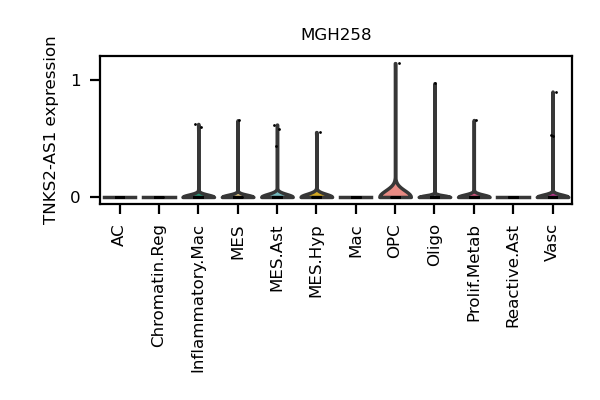 MGH258
TNKS2-AS1 expression
1
0
AC
Chromatin.Reg
Inflammatory.Mac
MES
MES.Ast
MES.Hyp
Mac
OPC
Oligo
Prolif.Metab
Reactive.Ast
Vasc